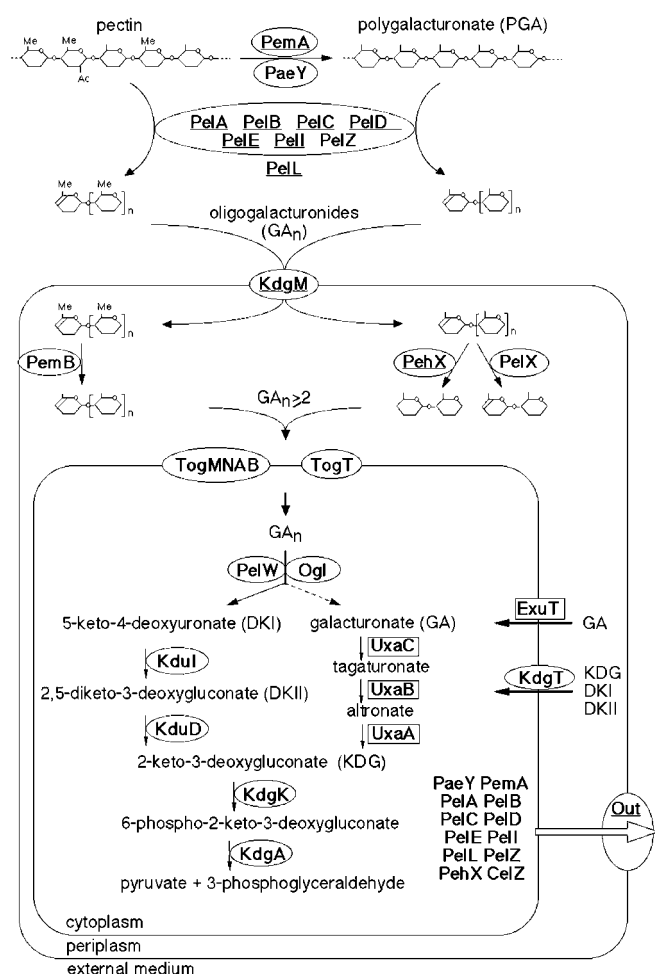 pectin
polygalacturonate (PGA)
Me Me Me
Ac
PemA
PaeY
PelA PelB PelC PelD
PelE PelI PelZ
PelL
Me Me
n
n
oligogalacturonides
(GAn)
KdgM
Me Me
n
n
PemB
PehX PelX
n
GAn≥2
TogMNAB TogT
GAn
PelW Ogl
5-keto-4-deoxyuronate (DKI)
galacturonate (GA)
ExuT
GA
KduI
UxaC
tagaturonate
KdgT
KDG
DKI
DKII
2,5-diketo-3-deoxygluconate (DKII)
UxaB
altronate
KduD
UxaA
2-keto-3-deoxygluconate (KDG)
KdgK
6-phospho-2-keto-3-deoxygluconate
KdgA
pyruvate + 3-phosphoglyceraldehyde
PaeY PemA
PelA PelB
PelC PelD
PelE PelI
PelL PelZ
PehX CelZ
Out
cytoplasm
periplasm
external medium